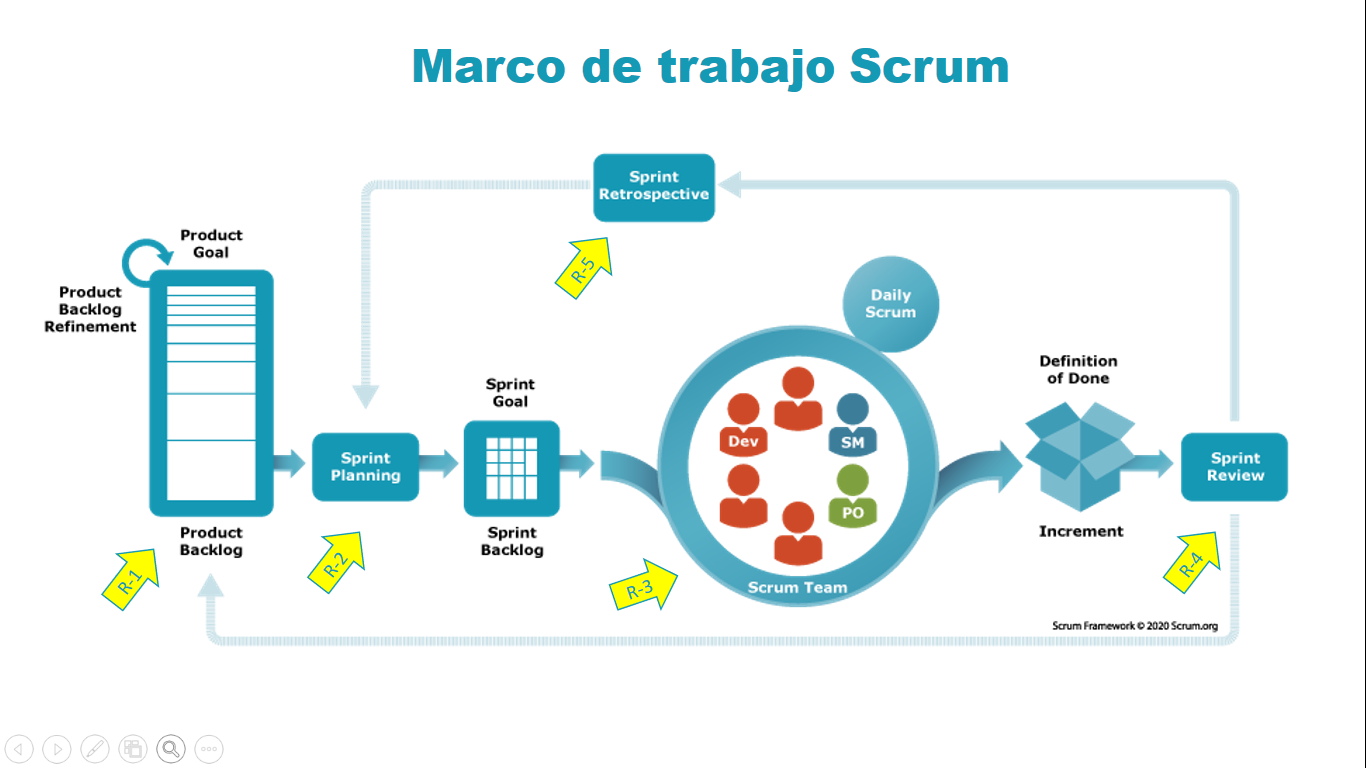 Marco de trabajo Scrum
Sprint
Retrospective
R-5
Product
Goal
Product
Backlog
Refinement
Daily
Scrum
Sprint
Goal
Definition
of Done
Sprint
Planning
Dev
SM
PO
Sprint
Review
Product
Backlog
Sprint
Backlog
Increment
R-1
R-2
R-3
Scrum Team
R-4
Scrum Framework © 2020 Scrum.org